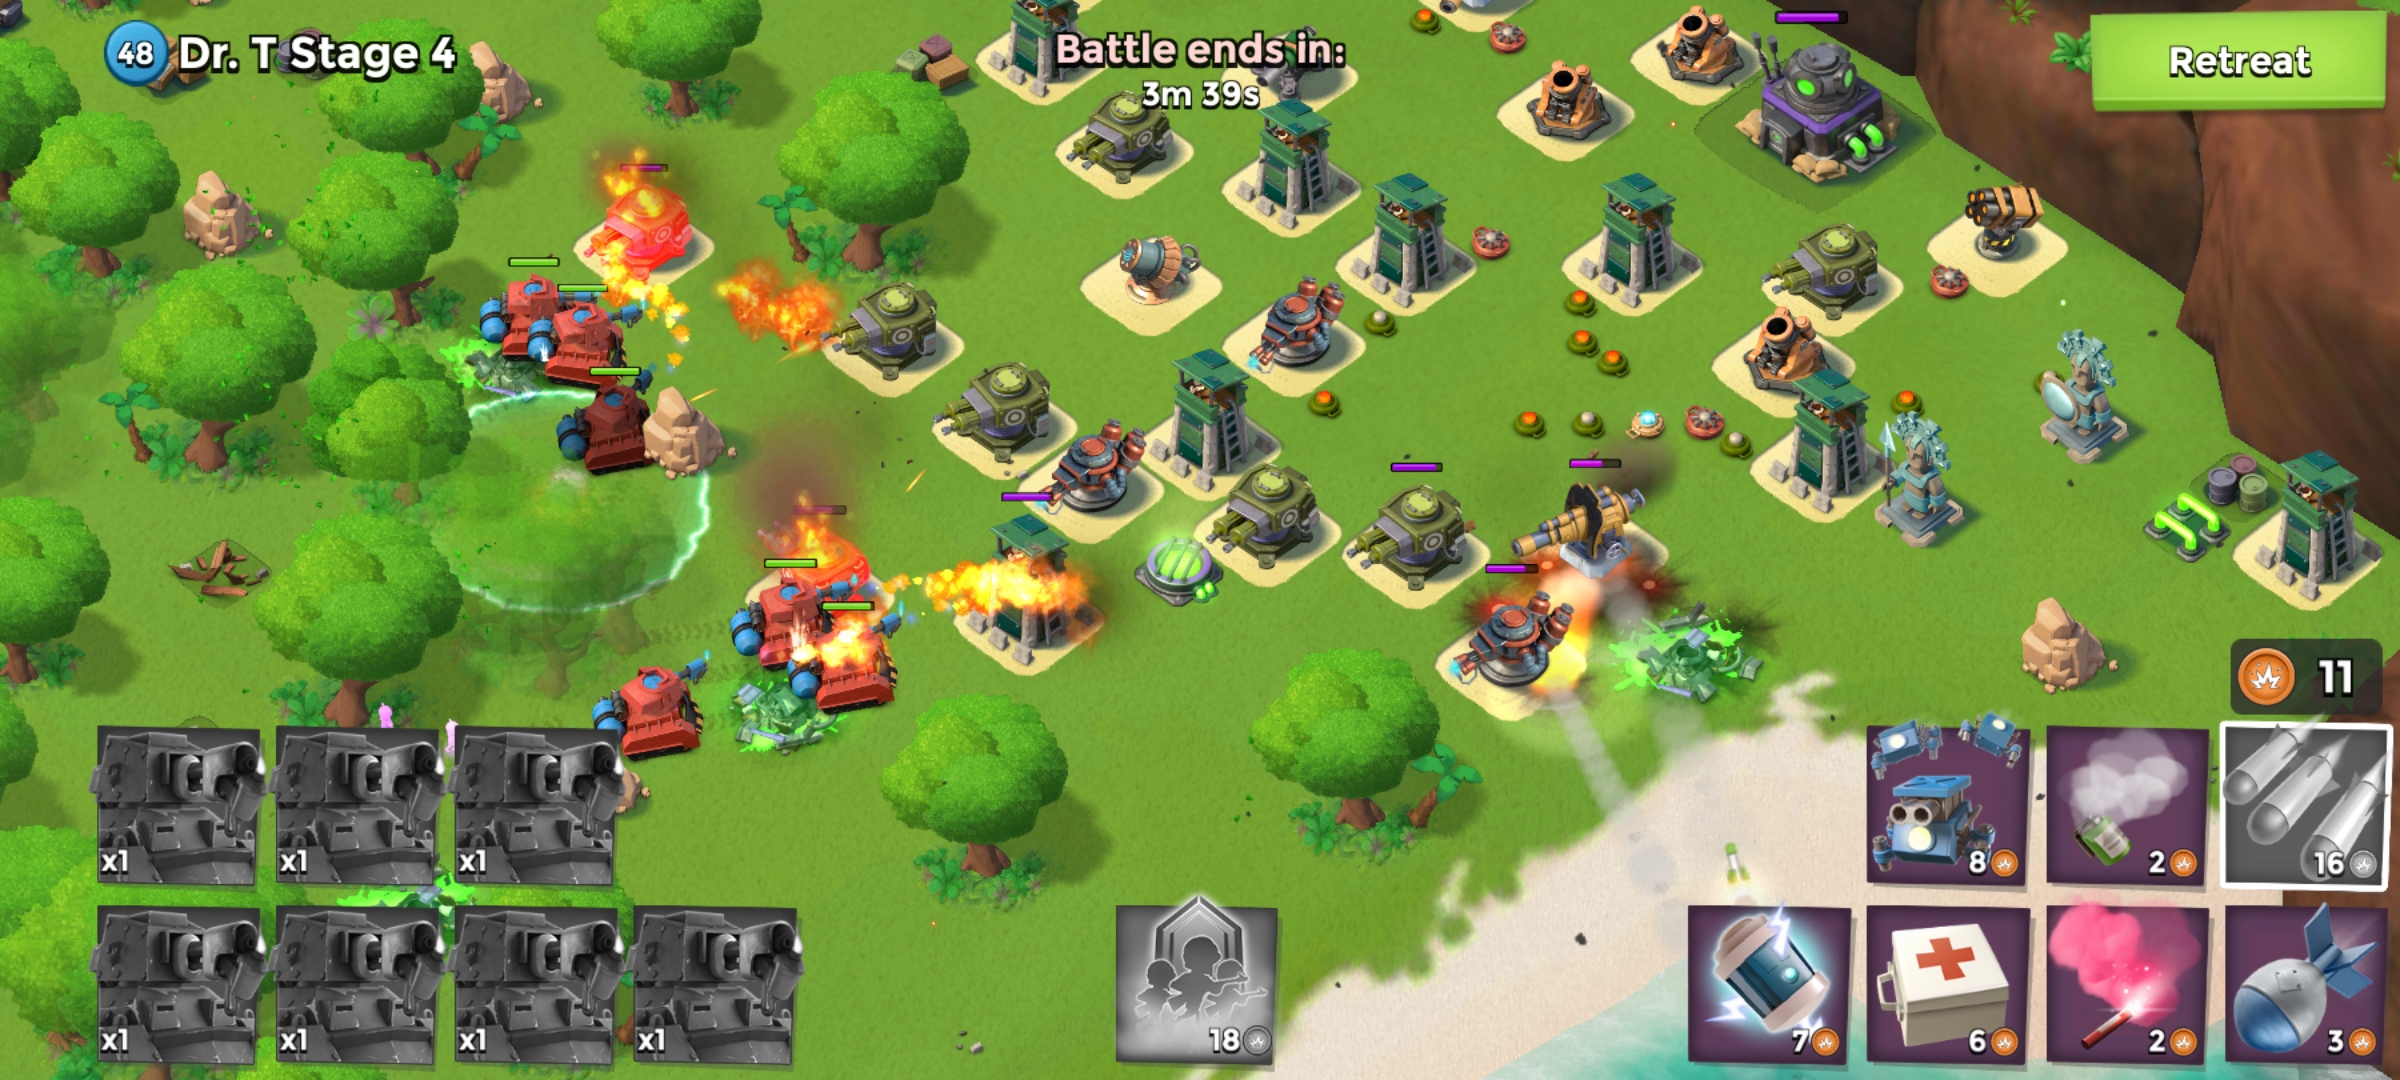 48 Dr. T Stage 4
Battle ends in:
3m 39s
Retreat
11
x1
x1
x1
8
2
16
x1
x1
x1
x1
18
7
6
2
3